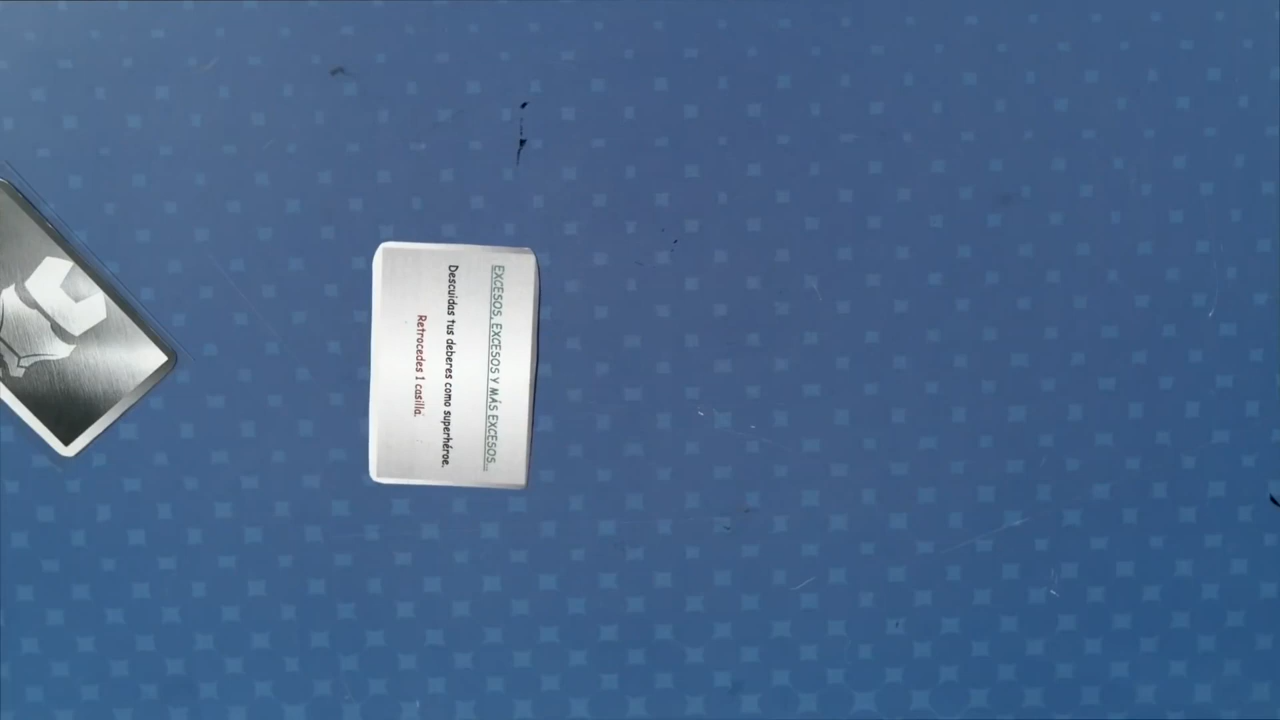 EXCESOS, EXCESOS Y MÁS EXCESOS...
Descuidas tus deberes como superhéroe.
Retrocedes 1 casilla.